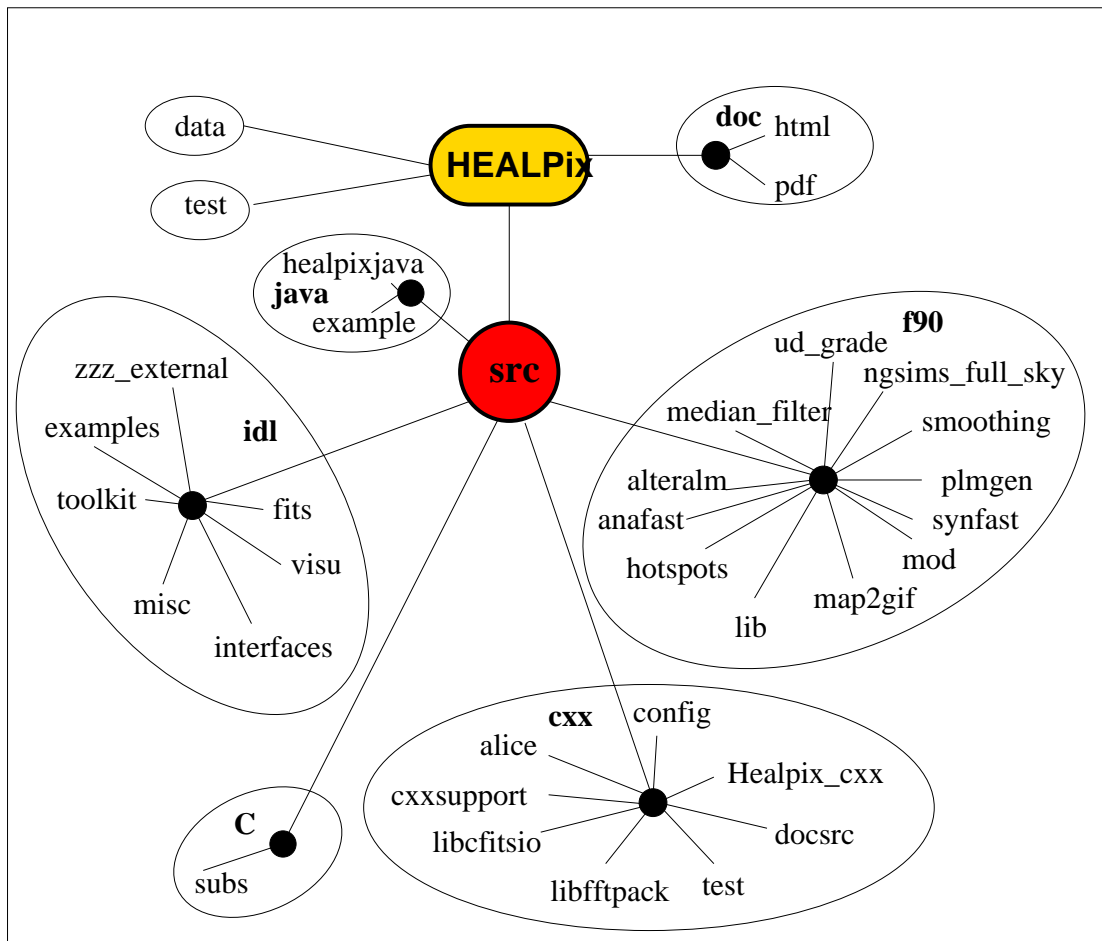 data
HEALPix
doc
html
pdf
test
healpixjava
java
example
src
f90
ud_grade
ngsims_full_sky
median_filter
smoothing
alteralm
plmgen
anafast
synfast
hotspots
mod
map2gif
lib
idl
zzz_external
examples
toolkit
fits
visu
misc
interfaces
cxx
config
alice
Healpix_cxx
cxxsupport
docsrc
libcfitsio
libfftpack
test
C
subs